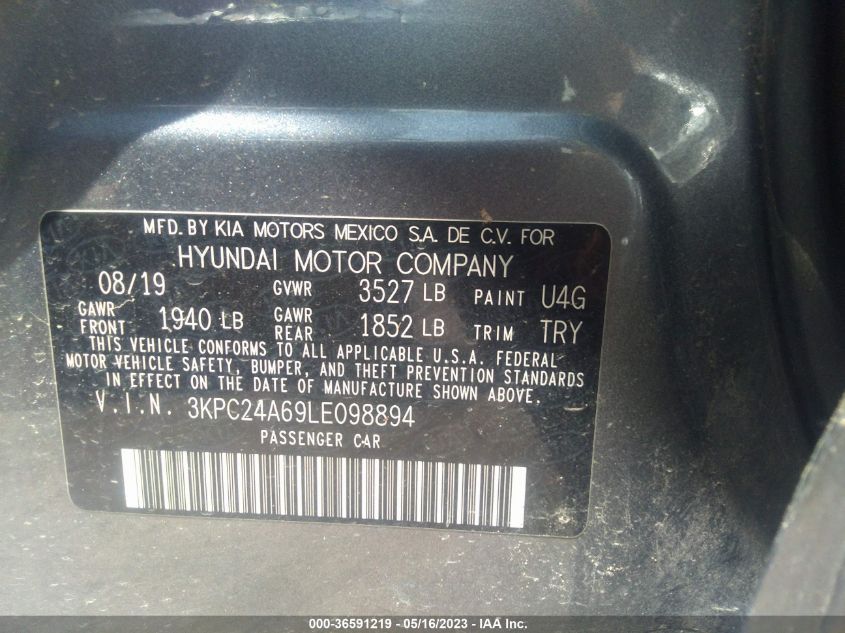 MFD. BY KIA MOTORS MEXICO S.A. DE C.V. FOR
HYUNDAI MOTOR COMPANY
08/19 GVWR 3527 LB PAINT U4G
GAWR FRONT 1940 LB GAWR REAR 1852 LB TRIM TRY
THIS VEHICLE CONFORMS TO ALL APPLICABLE U.S.A. FEDERAL
MOTOR VEHICLE SAFETY, BUMPER, AND THEFT PREVENTION STANDARDS
IN EFFECT ON THE DATE OF MANUFACTURE SHOWN ABOVE.
V.I.N. 3KPC24A69LE098894
PASSENGER CAR
000-36591219 - 05/16/2023 - IAA Inc.